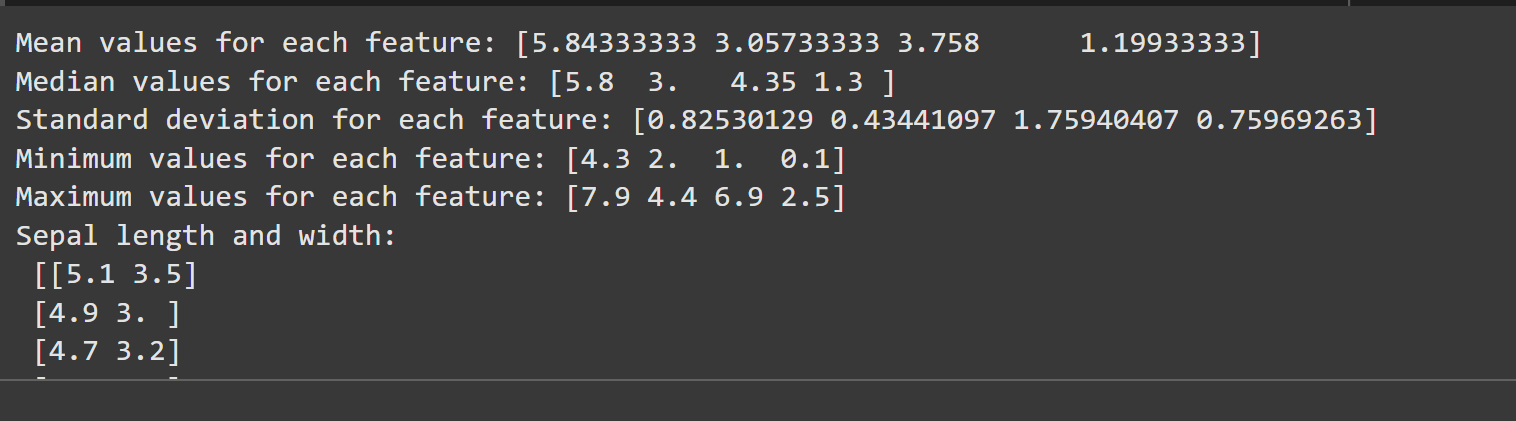 Mean values for each feature: [5.84333333 3.05733333 3.758      1.19933333]
Median values for each feature: [5.8  3.   4.35 1.3 ]
Standard deviation for each feature: [0.82530129 0.43441097 1.75940407 0.75969263]
Minimum values for each feature: [4.3 2.  1.  0.1]
Maximum values for each feature: [7.9 4.4 6.9 2.5]
Sepal length and width:
 [[5.1 3.5]
 [4.9 3. ]
 [4.7 3.2]